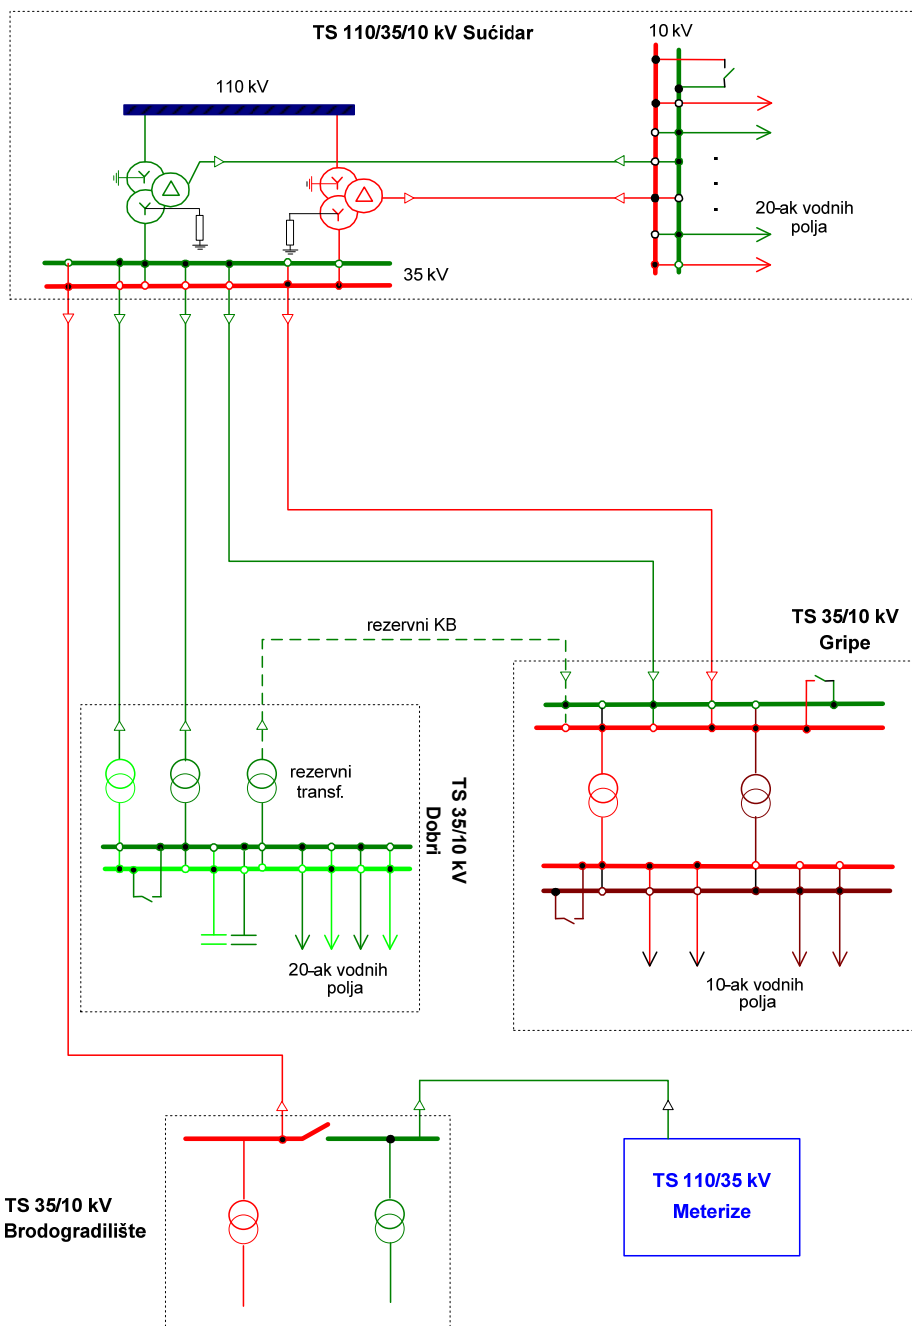 TS 110/35/10 kV Sućidar
10 kV
110 kV
20-ak vodnih
polja
35 kV
rezervni KB
TS 35/10 kV
Gripe
rezervni
transf.
TS 35/10 kV
Dobri
20-ak vodnih
polja
10-ak vodnih
polja
TS 35/10 kV
Brodogradilište
TS 110/35 kV
Meterize